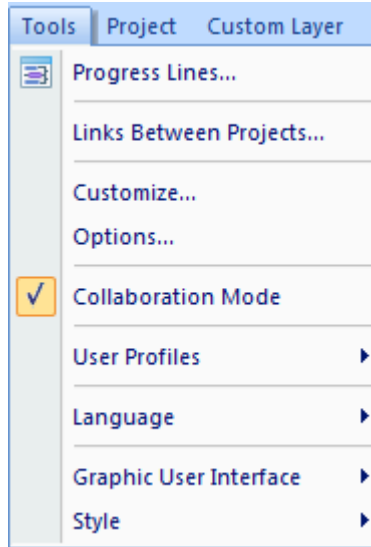 Tools Project Custom Layer
Progress Lines...
Links Between Projects...
Customize...
Options...
Collaboration Mode
User Profiles
Language
Graphic User Interface
Style